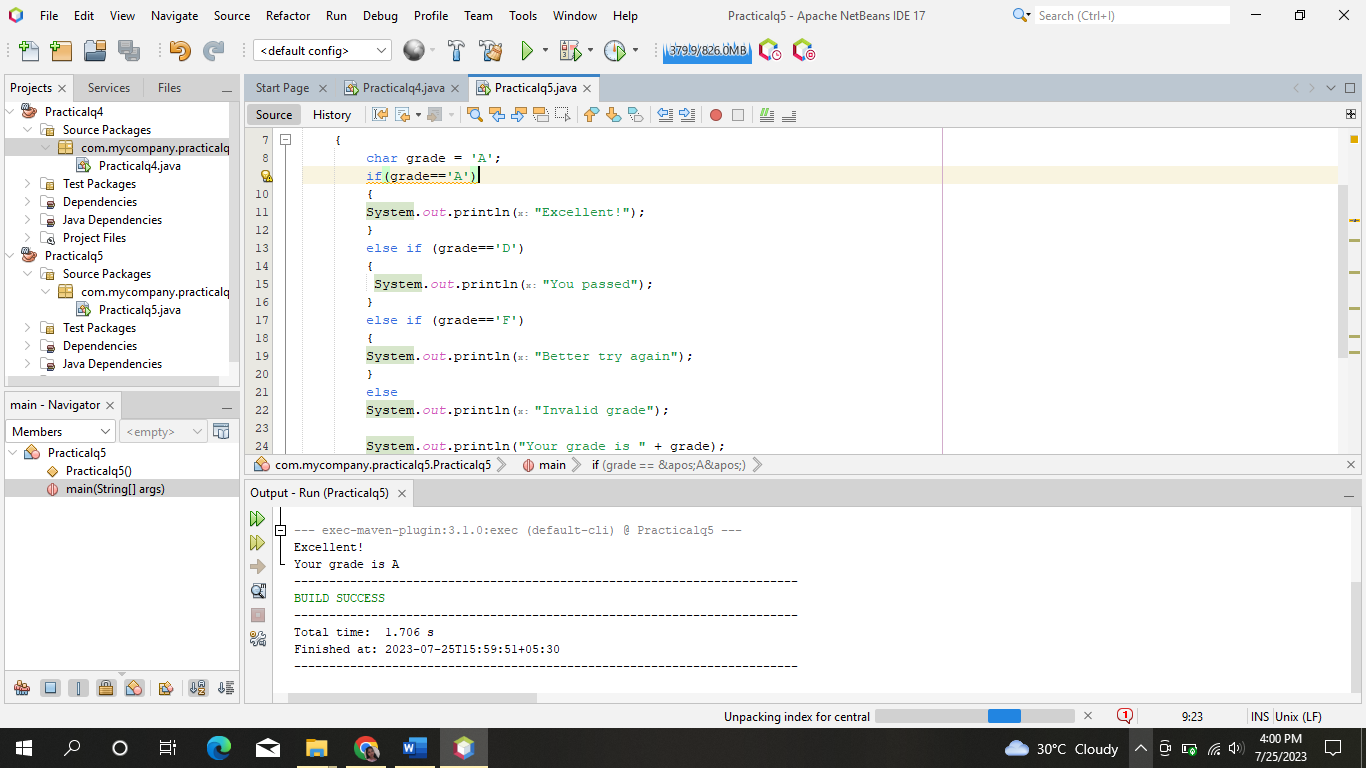 File Edit View Navigate Source Refactor Run Debug Profile Team Tools Window Help
Practicalq5 - Apache NetBeans IDE 17
Search (Ctrl+I)
<default config>
379.9/826.0MB
Projects Services Files
Practicalq4
Source Packages
com.mycompany.practicalq
Practicalq4.java
Test Packages
Dependencies
Java Dependencies
Project Files
Practicalq5
Source Packages
com.mycompany.practicalq
Practicalq5.java
Test Packages
Dependencies
Java Dependencies
main - Navigator
Members <empty>
Practicalq5
Practicalq5()
main(String[] args)
Start Page Practicalq4.java Practicalq5.java
Source History
7 {
8 char grade = 'A';
if(grade=='A')
10 {
11 System.out.println(x: "Excellent!");
12 }
13 else if (grade=='D')
14 {
15 System.out.println(x: "You passed");
16 }
17 else if (grade=='F')
18 {
19 System.out.println(x: "Better try again");
20 }
21 else
22 System.out.println(x: "Invalid grade");
23
24 System.out.println("Your grade is " + grade);
com.mycompany.practicalq5.Practicalq5 main if (grade == &apos;A&apos;)
Output - Run (Practicalq5)
--- exec-maven-plugin:3.1.0:exec (default-cli) @ Practicalq5 ---
Excellent!
Your grade is A
------------------------------------------------------------------------
BUILD SUCCESS
------------------------------------------------------------------------
Total time:  1.706 s
Finished at: 2023-07-25T15:59:51+05:30
------------------------------------------------------------------------
Unpacking index for central 1 9:23 INS Unix (LF)
30°C Cloudy
4:00 PM
7/25/2023